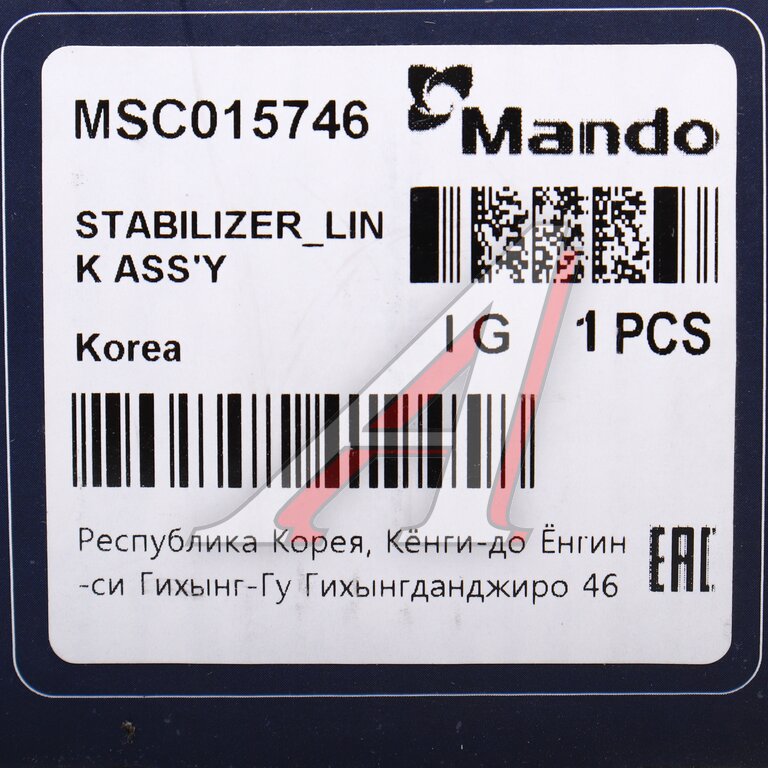 MSC015746
Mando
STABILIZER_LIN
K ASS'Y
Korea
I G 1 PCS
Республика Корея, Кёнги-до Ёнгин
-си Гихынг-Гу Гихынгданджиро 46
EAC